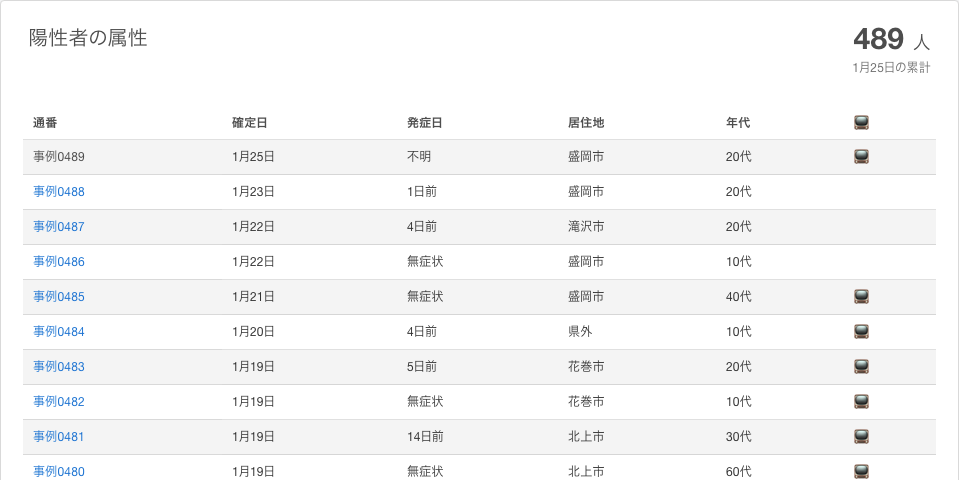 陽性者の属性
489 人
1月25日の累計
通番 確定日 発症日 居住地 年代
事例0489 1月25日 不明 盛岡市 20代
事例0488 1月23日 1日前 盛岡市 20代
事例0487 1月22日 4日前 滝沢市 20代
事例0486 1月22日 無症状 盛岡市 10代
事例0485 1月21日 無症状 盛岡市 40代
事例0484 1月20日 4日前 県外 10代
事例0483 1月19日 5日前 花巻市 20代
事例0482 1月19日 無症状 花巻市 10代
事例0481 1月19日 14日前 北上市 30代
事例0480 1月19日 無症状 北上市 60代